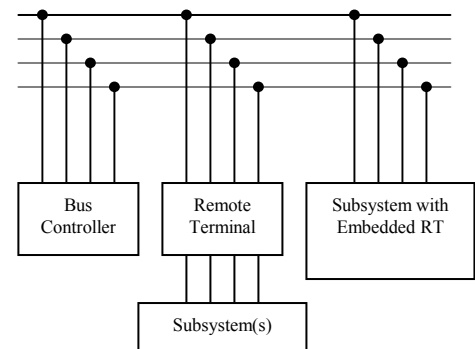 Bus
Controller
Remote
Terminal
Subsystem with
Embedded RT
Subsystem(s)